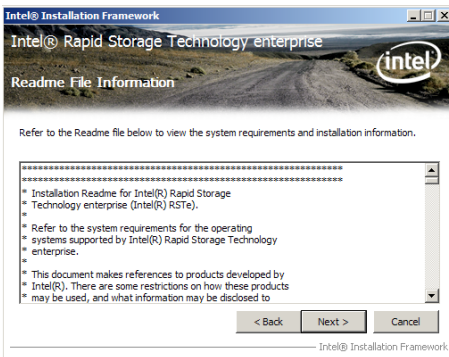 Intel® Installation Framework
Intel® Rapid Storage Technology enterprise
intel
Readme File Information
Refer to the Readme file below to view the system requirements and installation information.
************************************************************
************************************************************
* Installation Readme for Intel(R) Rapid Storage
* Technology enterprise (Intel(R) RSTe).
*
* Refer to the system requirements for the operating
* systems supported by Intel(R) Rapid Storage Technology
* enterprise.
*
* This document makes references to products developed by
* Intel(R). There are some restrictions on how these products
* may be used, and what information may be disclosed to
< Back Next > Cancel
Intel® Installation Framework